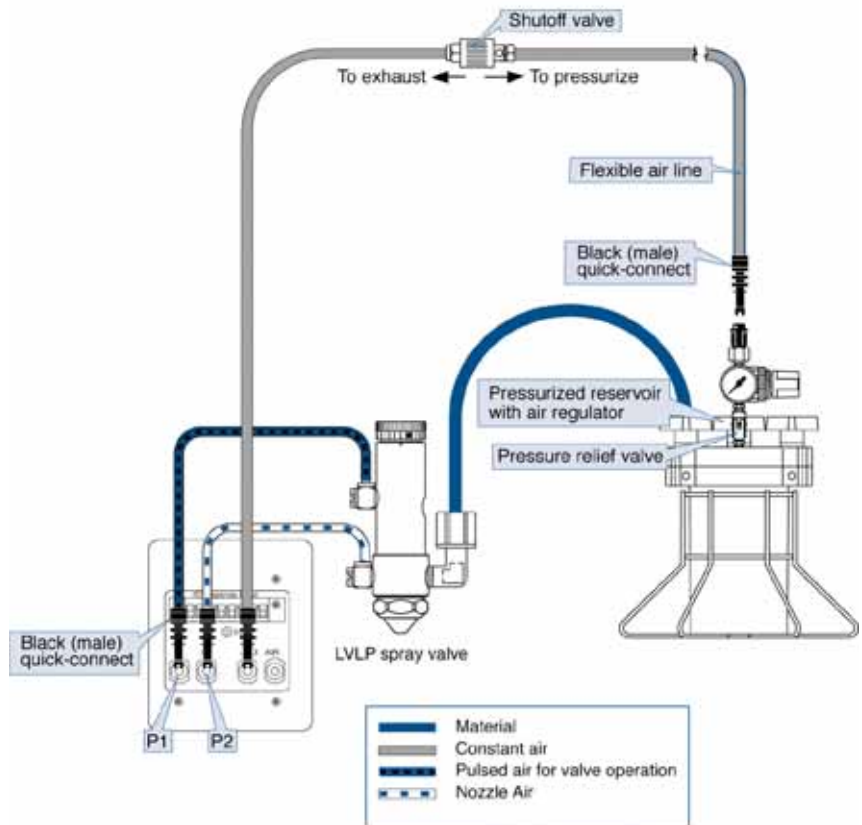 Shutoff valve
To exhaust
To pressurize
Flexible air line
Black (male)
quick-connect
Pressurized reservoir
with air regulator
Pressure relief valve
Black (male)
quick-connect
AIR
LVLP spray valve
P1
P2
Material
Constant air
Pulsed air for valve operation
Nozzle Air